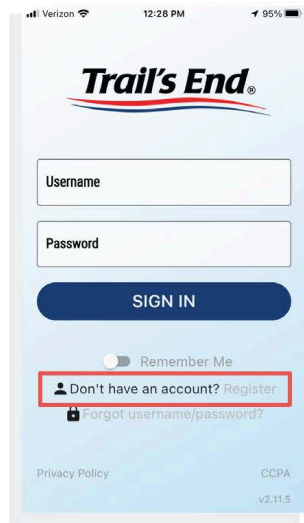 Verizon 12:28 PM 95%
Trail's End®
Username
Password
SIGN IN
Remember Me
Don't have an account? Register
Forgot username/password?
Privacy Policy CCPA
v2.11.5